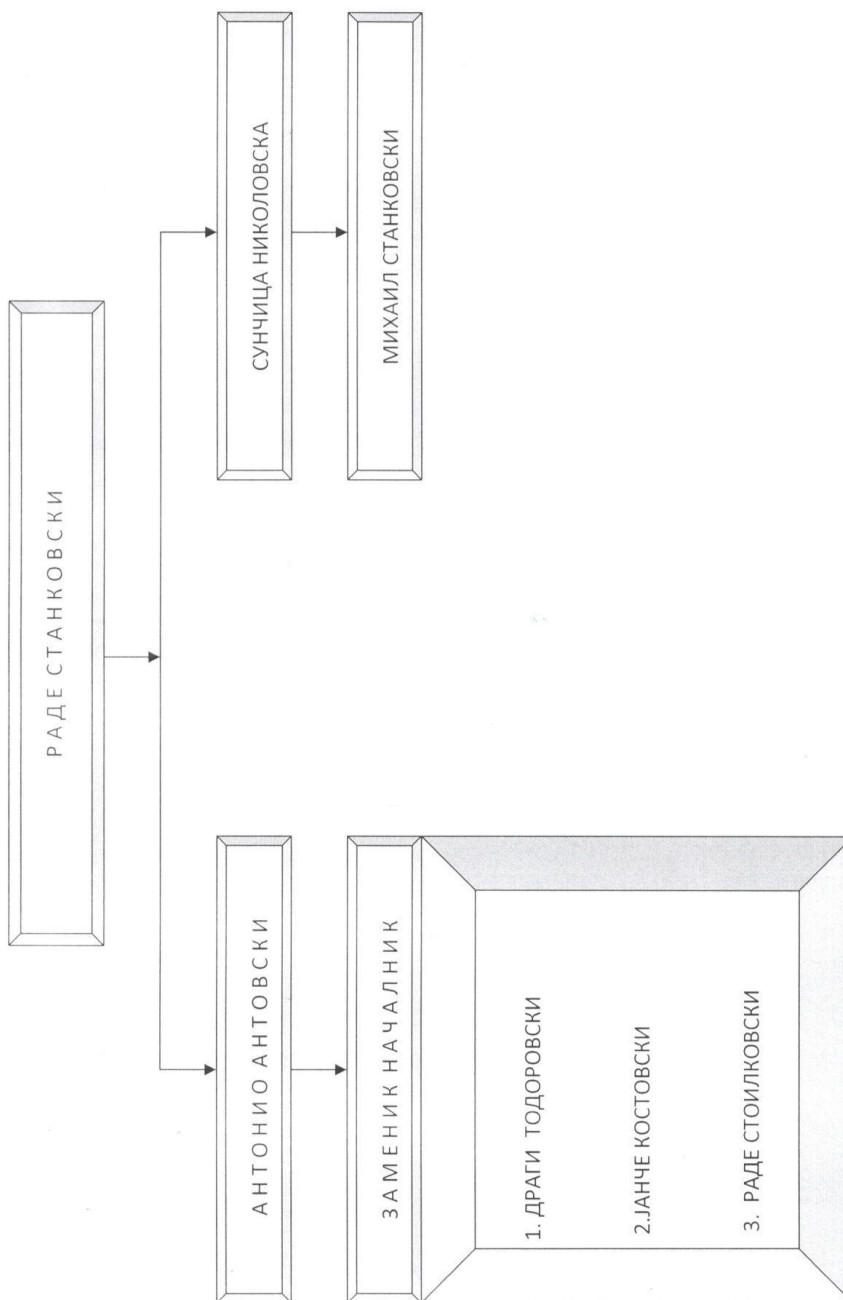 РАДЕ СТАНКОВСКИ
АНТОНИО АНТОВСКИ
СУНЧИЦА НИКОЛОВСКА
ЗАМЕНИК НАЧАЛНИК
МИХАИЛ СТАНКОВСКИ
1. ДРАГИ ТОДОРОВСКИ
2.ЈАНЧЕ КОСТОВСКИ
3. РАДЕ СТОИЛКОВСКИ